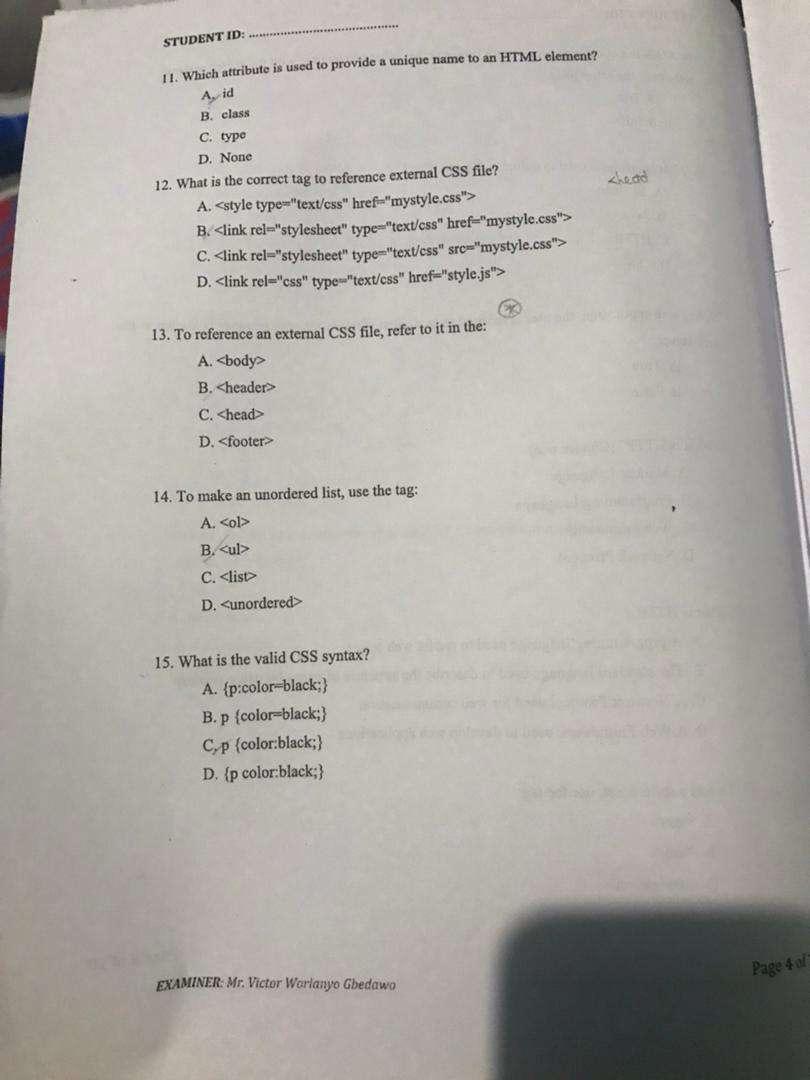 STUDENT ID: ........................................
11. Which attribute is used to provide a unique name to an HTML element?
A. id
B. class
C. type
D. None
12. What is the correct tag to reference external CSS file?
<head
A. <style type="text/css" href="mystyle.css">
B. <link rel="stylesheet" type="text/css" href="mystyle.css">
C. <link rel="stylesheet" type="text/css" src="mystyle.css">
D. <link rel="css" type="text/css" href="style.js">
13. To reference an external CSS file, refer to it in the:
A. <body>
B. <header>
C. <head>
D. <footer>
14. To make an unordered list, use the tag:
A. <ol>
B. <ul>
C. <list>
D. <unordered>
15. What is the valid CSS syntax?
A. {p:color=black;}
B. p {color=black;}
C. p {color:black;}
D. {p color:black;}
EXAMINER: Mr. Victor Worlanyo Gbedawo
Page 4 of